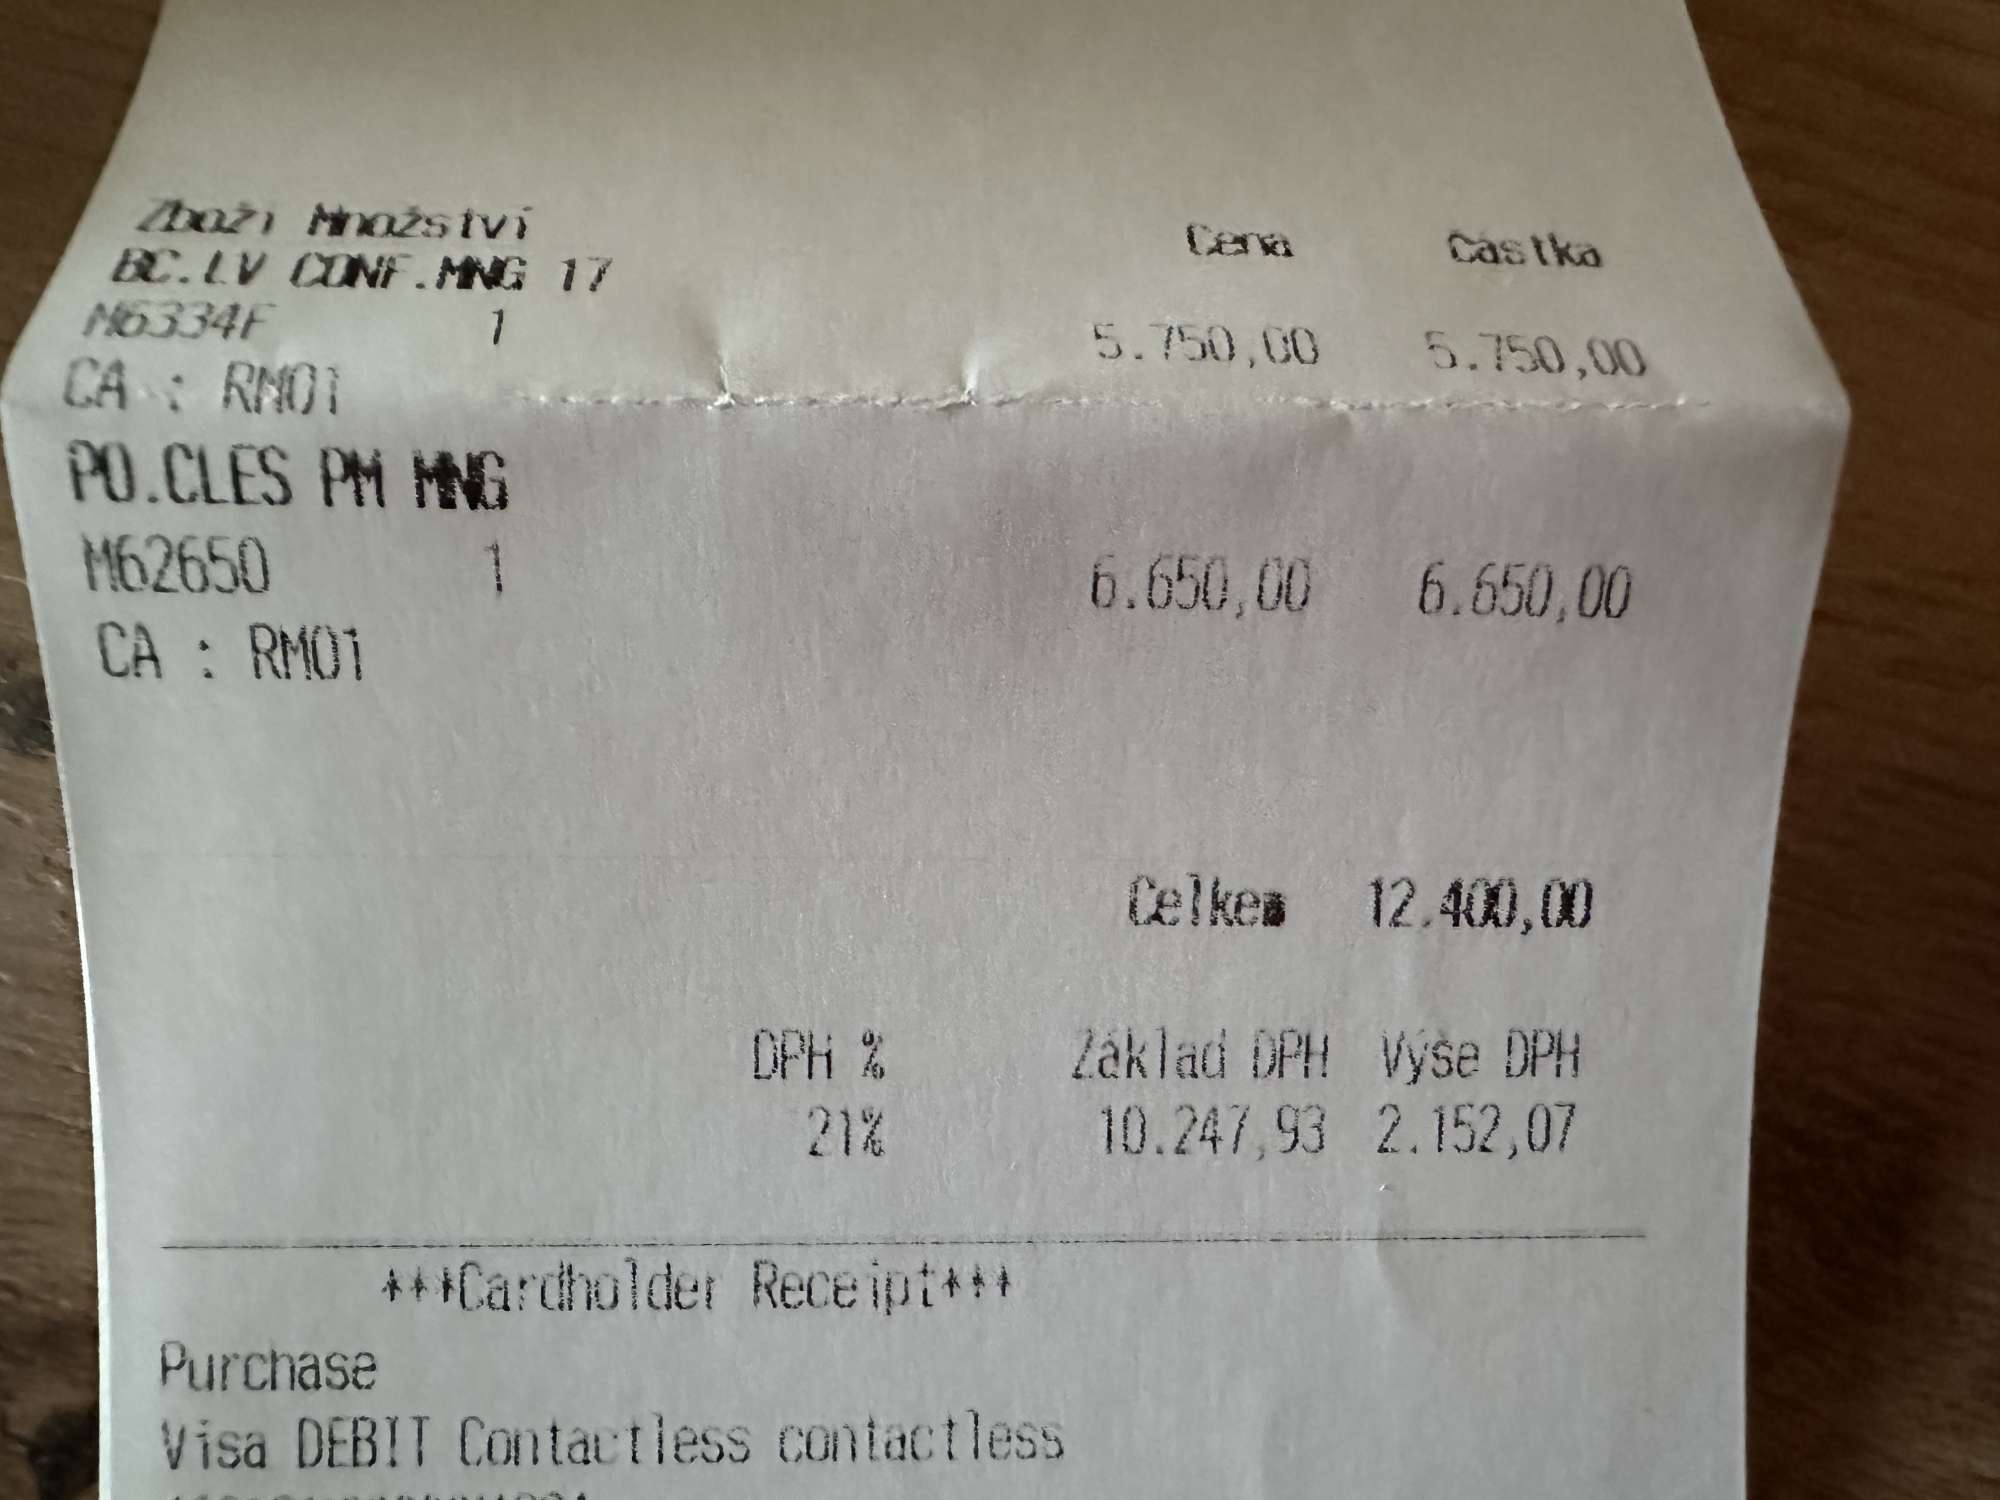 Zboží Množství Cena Částka
BC.LV CONF.MNG 17
M6334F 1 5.750,00 5.750,00
CA : RM01
PO.CLES PM MNG
M62650 1 6.650,00 6.650,00
CA : RM01
Celkem 12.400,00
DPH % Základ DPH Výše DPH
21% 10.247,93 2.152,07
***Cardholder Receipt***
Purchase
Visa DEBIT Contactless contactless